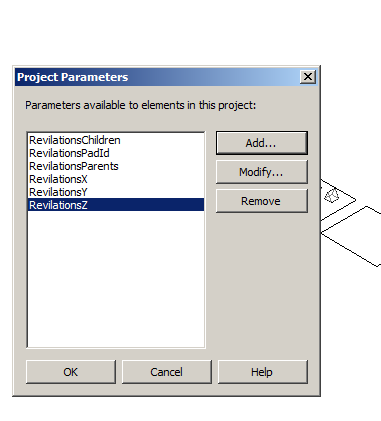 Project Parameters
Parameters available to elements in this project:
RevilationsChildren
RevilationsPadId
RevilationsParents
RevilationsX
RevilationsY
RevilationsZ
Add...
Modify...
Remove
OK
Cancel
Help